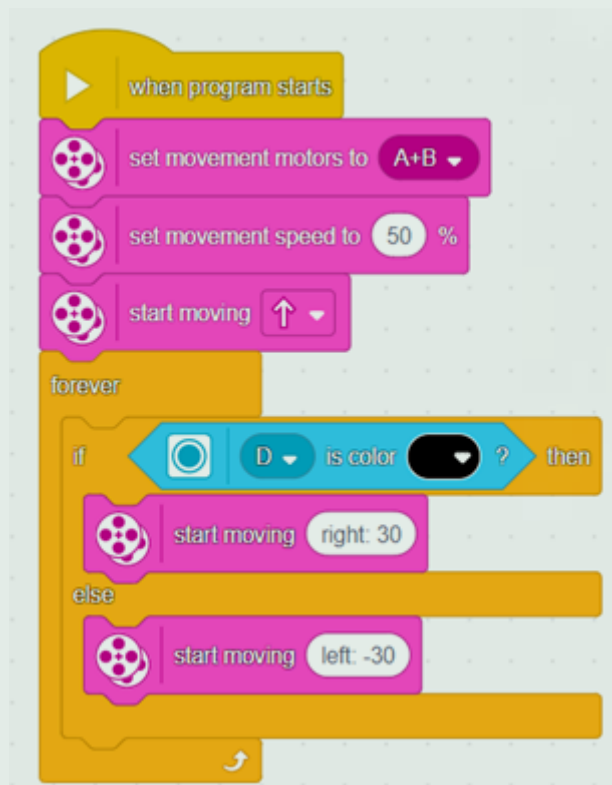 when program starts
set movement motors to A+B
set movement speed to 50 %
start moving
forever
if D is color ? then
start moving right: 30
else
start moving left: -30